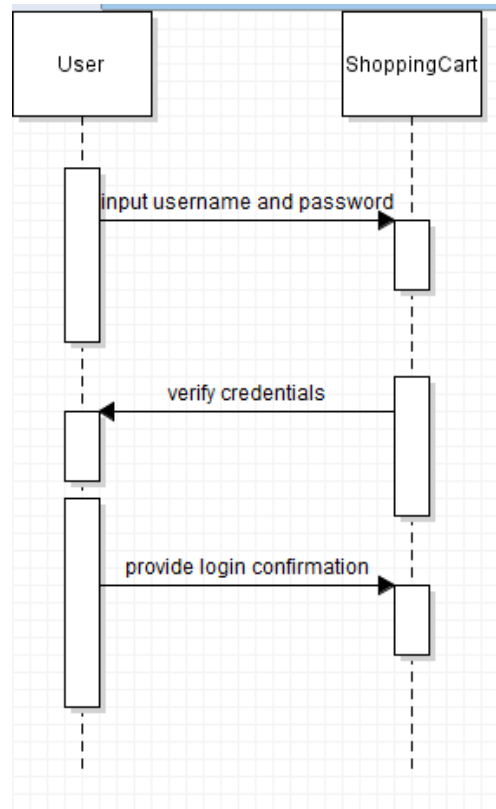 User
ShoppingCart
input username and password
verify credentials
provide login confirmation